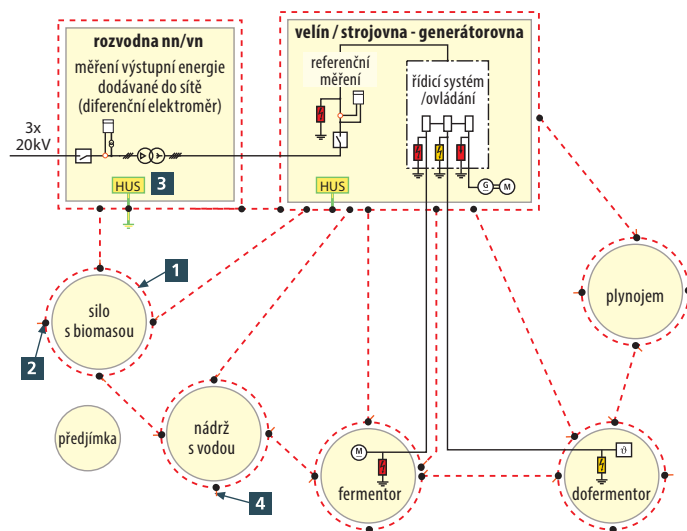 rozvodna nn/vn
měření výstupní energie
dodávané do sítě
(diferenční elektroměr)
3x
20kV
HUS
3
velín / strojovna - generátorovna
referenční
měření
řídicí systém
/ovládání
G
M
HUS
1
silo
s biomasou
2
předjímka
nádrž
s vodou
4
M
fermentor
ϑ
dofermentor
plynojem